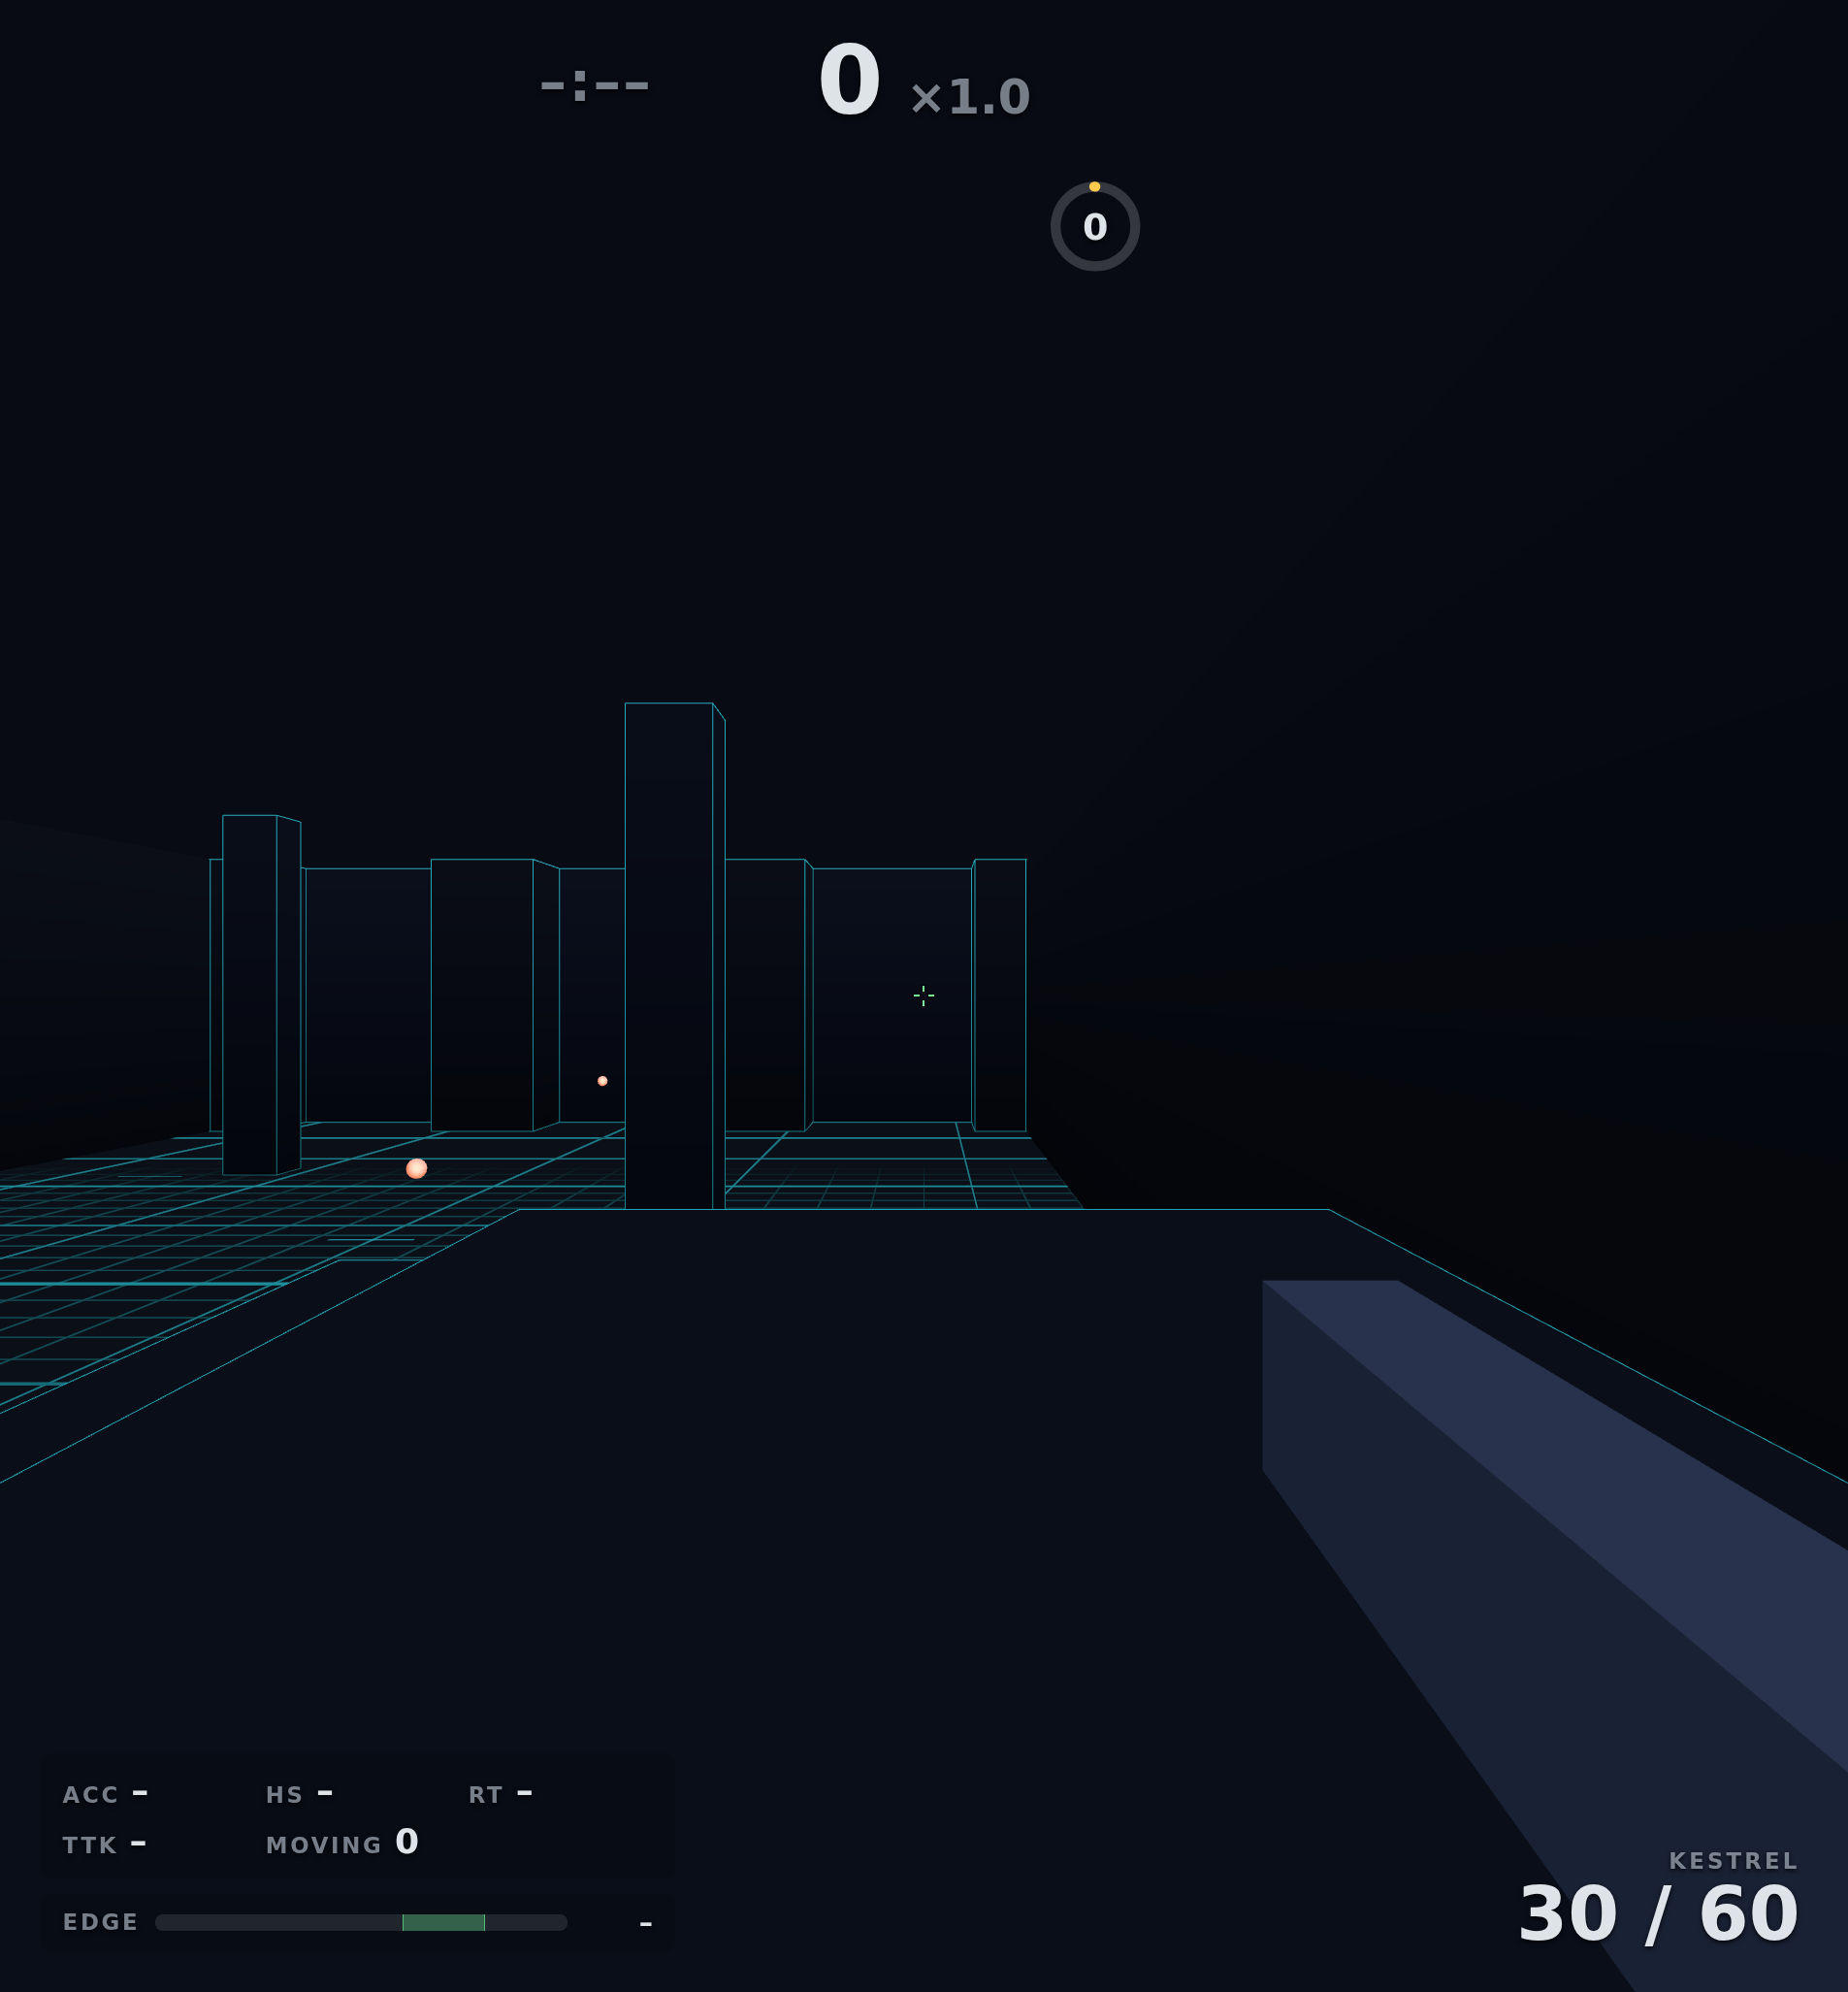 –:–– 0 ×1.0
0
ACC – HS – RT –
TTK – MOVING 0
EDGE –
KESTREL
30 / 60